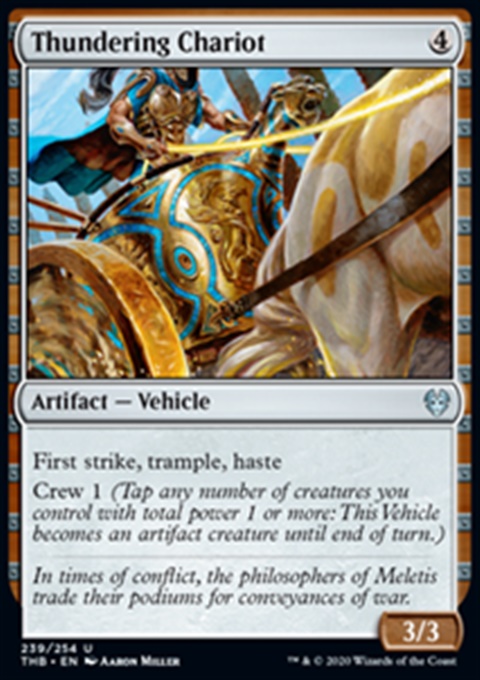 Thundering Chariot 4
Artifact — Vehicle
First strike, trample, haste
Crew 1 (Tap any number of creatures you
control with total power 1 or more: This Vehicle
becomes an artifact creature until end of turn.)
In times of conflict, the philosophers of Meletis
trade their podiums for conveyances of war.
3/3
239/254 U
THB • EN Aaron Miller
™ & © 2020 Wizards of the Coast